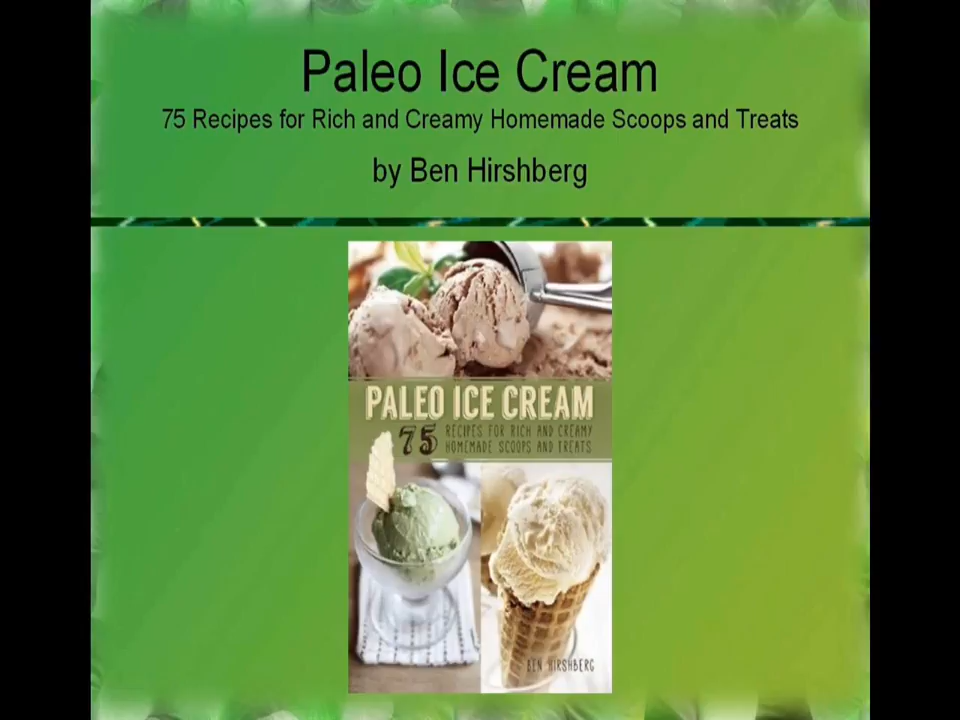 Paleo Ice Cream
75 Recipes for Rich and Creamy Homemade Scoops and Treats
by Ben Hirshberg
PALEO ICE CREAM
75 RECIPES FOR RICH AND CREAMY
HOMEMADE SCOOPS AND TREATS
BEN HIRSHBERG